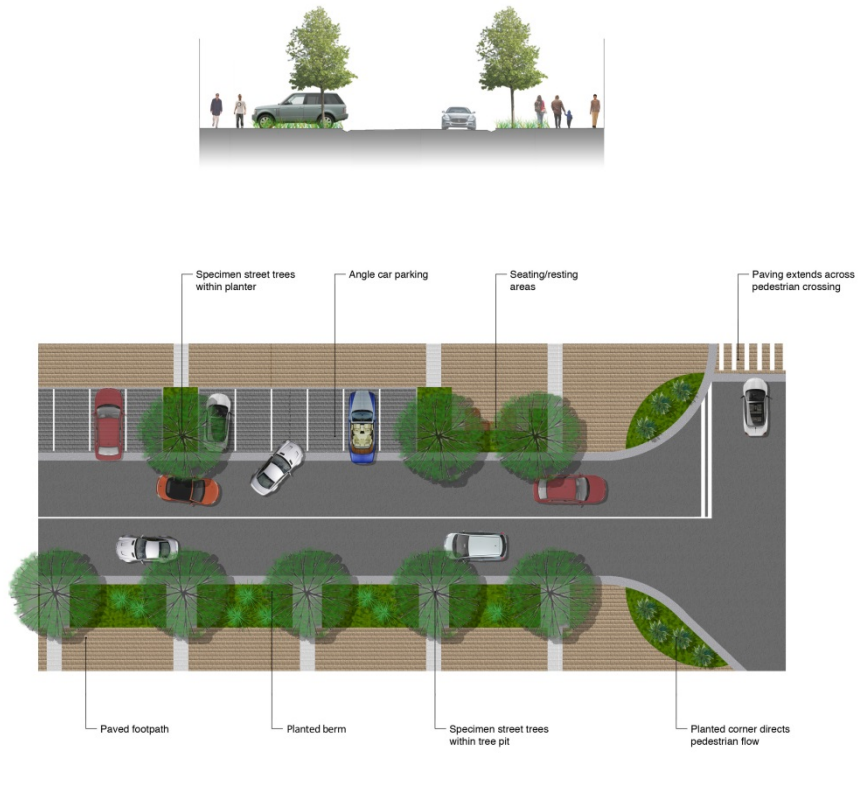 Specimen street trees
within planter
Angle car parking
Seating/resting
areas
Paving extends across
pedestrian crossing
Paved footpath
Planted berm
Specimen street trees
within tree pit
Planted corner directs
pedestrian flow